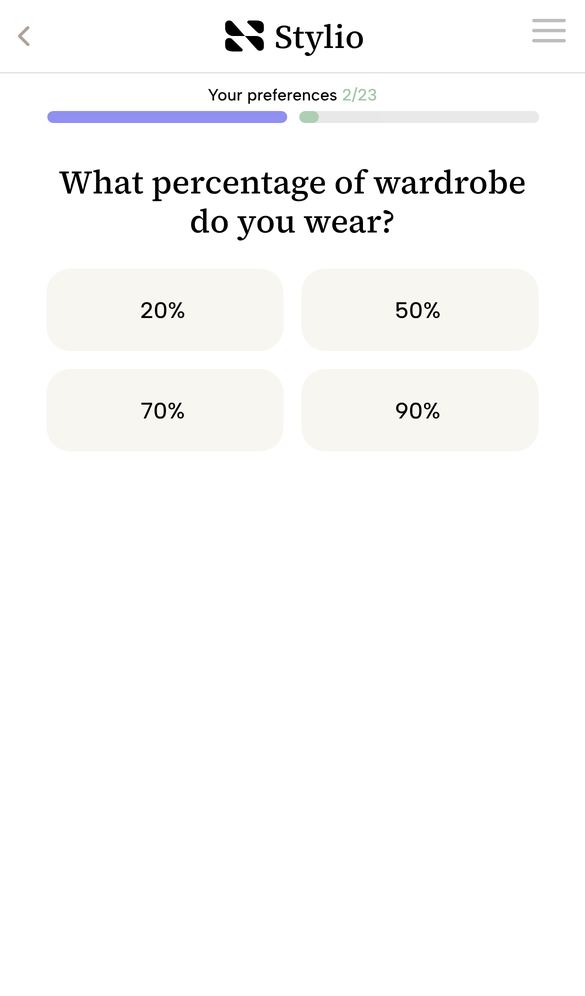 Stylio
Your preferences 2/23
What percentage of wardrobe
do you wear?
20%
50%
70%
90%